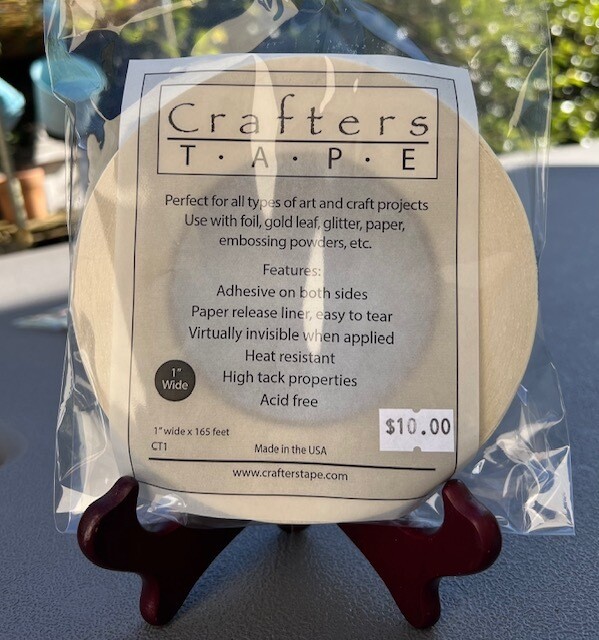 Crafters
T·A·P·E
Perfect for all types of art and craft projects
Use with foil, gold leaf, glitter, paper,
embossing powders, etc.
Features:
Adhesive on both sides
Paper release liner, easy to tear
Virtually invisible when applied
Heat resistant
High tack properties
Acid free
1"
Wide
$10.00
1" wide x 165 feet
CT1
Made in the USA
www.crafterstape.com